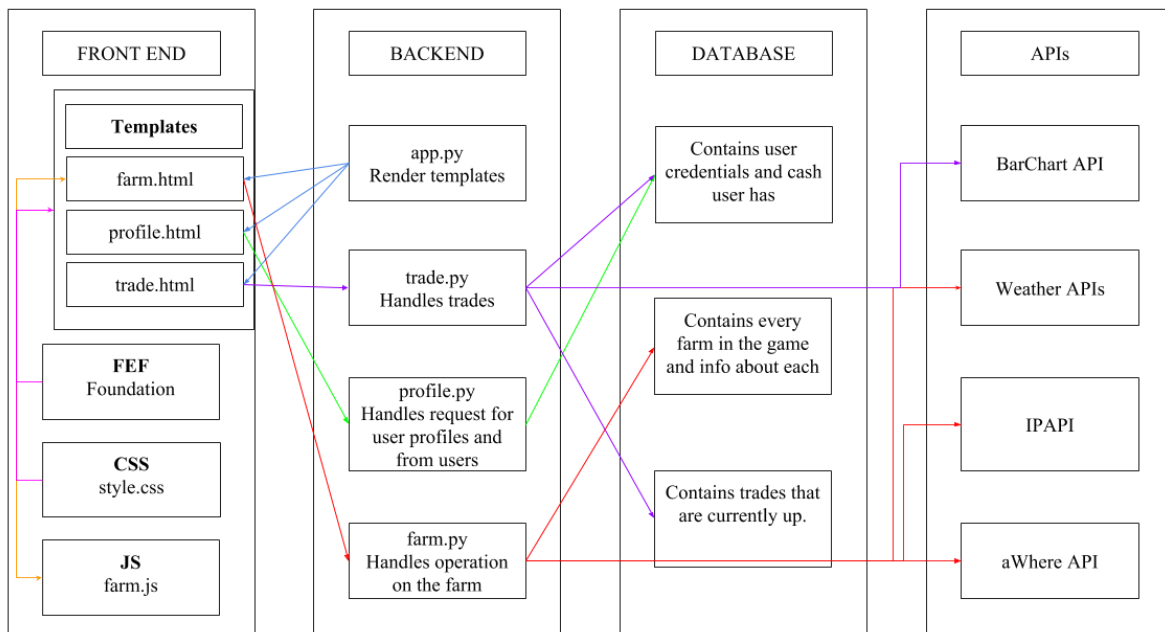 FRONT END
Templates
farm.html
profile.html
trade.html
FEF
Foundation
CSS
style.css
JS
farm.js
BACKEND
app.py
Render templates
trade.py
Handles trades
profile.py
Handles request for
user profiles and
from users
farm.py
Handles operation
on the farm
DATABASE
Contains user
credentials and cash
user has
Contains every
farm in the game
and info about each
Contains trades that
are currently up.
APIs
BarChart API
Weather APIs
IPAPI
aWhere API